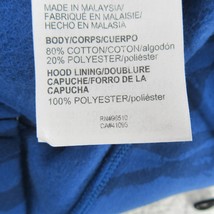 MADE IN MALAYSIA/
FABRIQUÉ EN MALAISIE/
HECHO EN MALASIA
BODY/CORPS/CUERPO
80% COTTON/COTON/algodón
20% POLYESTER/poliéster
HOOD LINING/DOUBLURE
CAPUCHE/FORRO DE LA
CAPUCHA
100% POLYESTER/poliéster